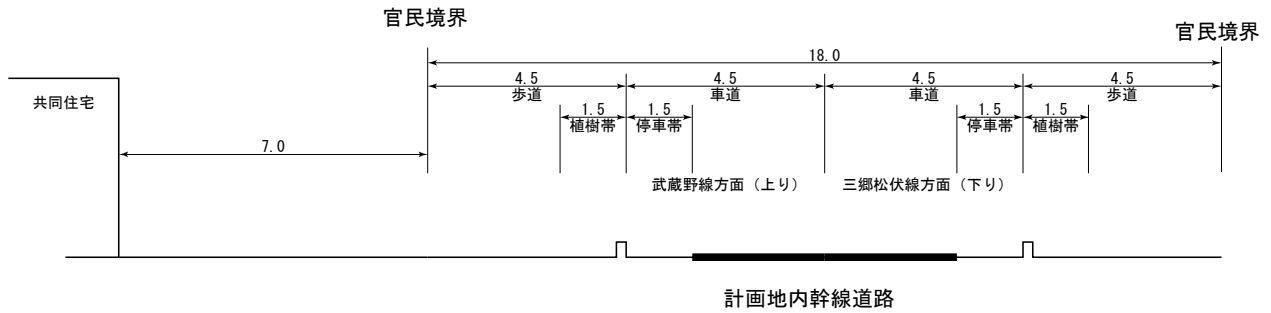 官民境界
官民境界
18.0
4.5
歩道
4.5
車道
4.5
車道
4.5
歩道
共同住宅
1.5
植樹帯
1.5
停車帯
1.5
停車帯
1.5
植樹帯
7.0
武蔵野線方面（上り）
三郷松伏線方面（下り）
計画地内幹線道路